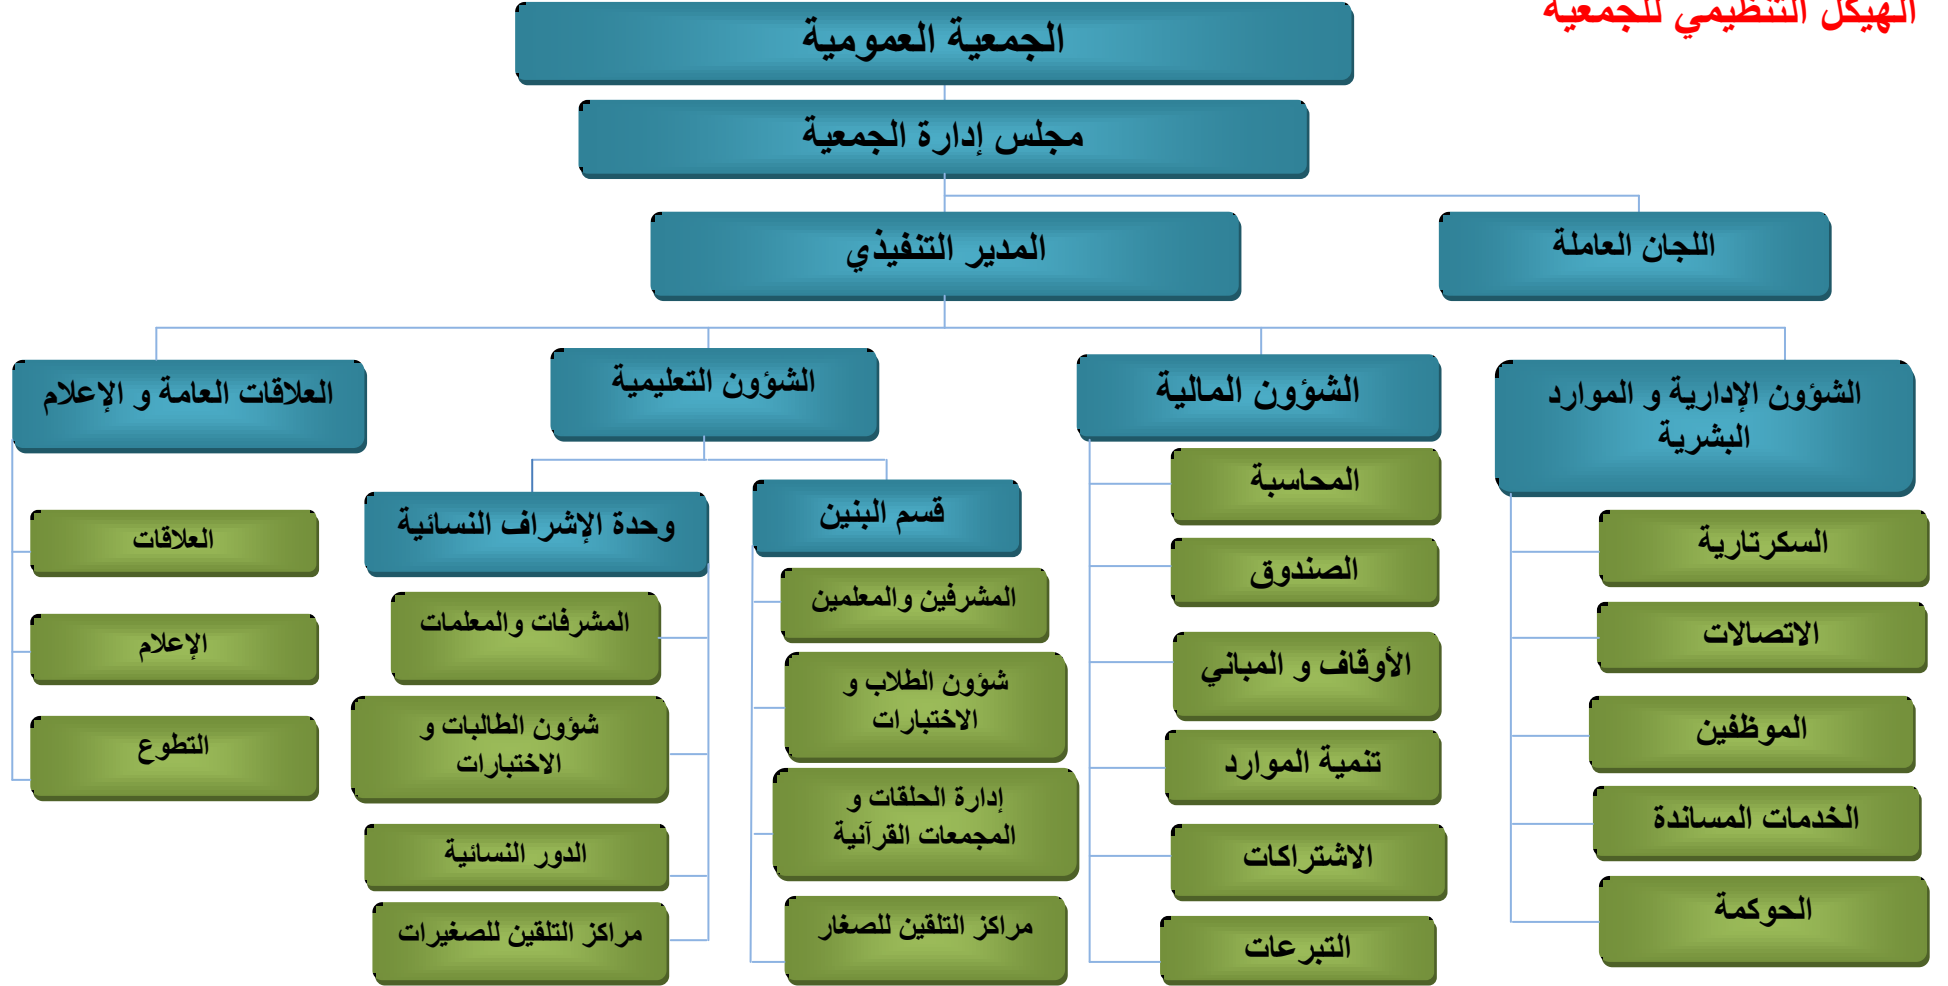 الهيكل التنظيمي للجمعية
الجمعية العمومية
مجلس إدارة الجمعية
اللجان العاملة
المدير التنفيذي
الشؤون الإدارية و الموارد
البشرية
السكرتارية
الاتصالات
الموظفين
الخدمات المساندة
الحوكمة
الشؤون المالية
المحاسبة
الصندوق
الأوقاف و المباني
تنمية الموارد
الاشتراكات
التبرعات
الشؤون التعليمية
قسم البنين
المشرفين والمعلمين
شؤون الطلاب و
الاختبارات
إدارة الحلقات و
المجمعات القرآنية
مراكز التلقين للصغار
وحدة الإشراف النسائية
المشرفات والمعلمات
شؤون الطالبات و
الاختبارات
الدور النسائية
مراكز التلقين للصغيرات
العلاقات العامة و الإعلام
العلاقات
الإعلام
التطوع